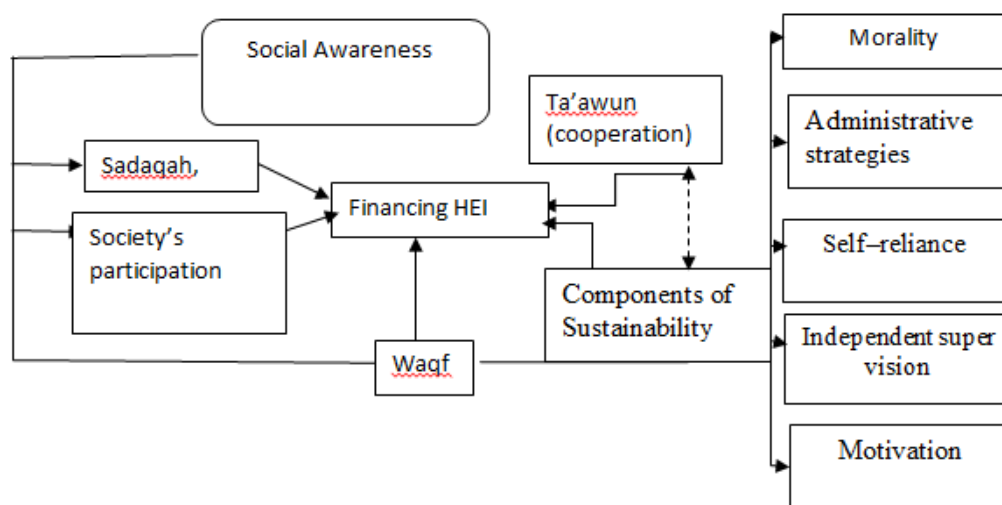 Social Awareness
Morality
Ta'awun
(cooperation)
Administrative
strategies
Sadaqah,
Financing HEI
Society's
participation
Self–reliance
Components of
Sustainability
Independent super
vision
Waqf
Motivation